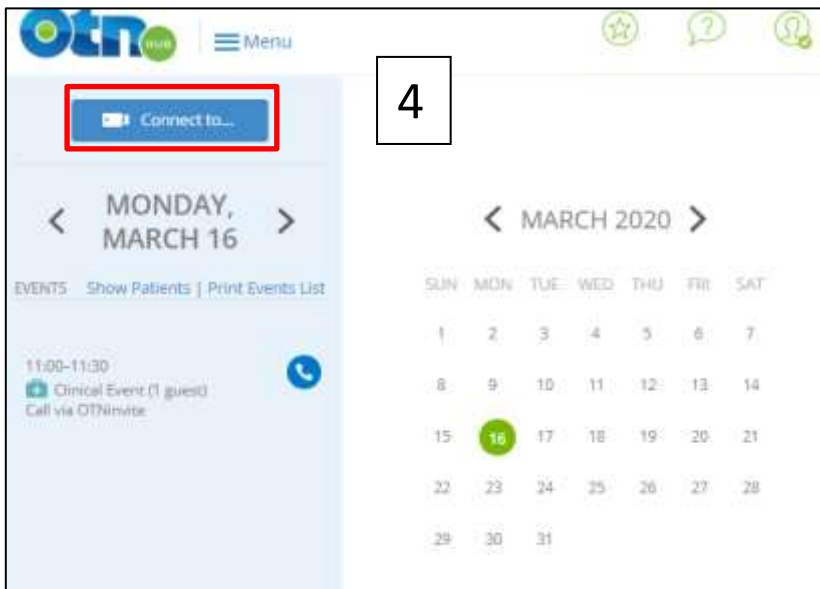 otn HUB
Menu
4
Connect to...
MONDAY,
MARCH 16
EVENTS Show Patients | Print Events List
11:00-11:30
Clinical Event (1 guest)
Call via OTNinvite
MARCH 2020
SUN MON TUE WED THU FRI SAT
1 2 3 4 5 6 7
8 9 10 11 12 13 14
15 16 17 18 19 20 21
22 23 24 25 26 27 28
29 30 31